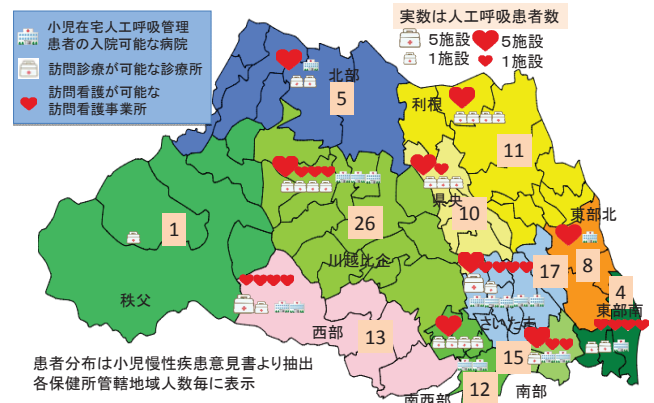 小児在宅人工呼吸管理
患者の入院可能な病院
訪問診療が可能な診療所
訪問看護が可能な
訪問看護事業所
実数は人工呼吸患者数
5施設
5施設
1施設
1施設
北部
5
利根
11
県央
10
東部北
8
1
秩父
26
川越比企
17
さいたま
4
東部南
西部
13
15
南部
12
南西部
患者分布は小児慢性疾患意見書より抽出
各保健所管轄地域人数毎に表示